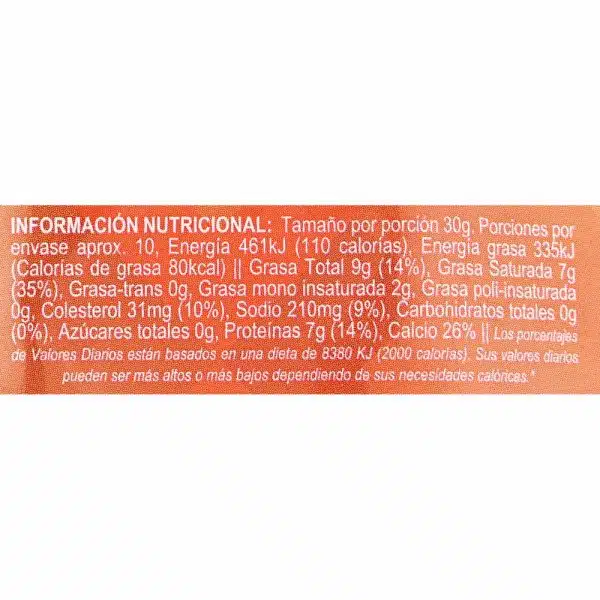 INFORMACIÓN NUTRICIONAL: Tamaño por porción 30g. Porciones por
envase aprox. 10, Energía 461kJ (110 calorías), Energía grasa 335kJ
(Calorías de grasa 80kcal) || Grasa Total 9g (14%), Grasa Saturada 7g
(35%), Grasa-trans 0g, Grasa mono insaturada 2g, Grasa poli-insaturada
0g, Colesterol 31mg (10%), Sodio 210mg (9%), Carbohidratos totales 0g
(0%), Azúcares totales 0g, Proteínas 7g (14%), Calcio 26% || Los porcentajes
de Valores Diarios están basados en una dieta de 8380 KJ (2000 calorías). Sus valores diarios
pueden ser más altos o más bajos dependiendo de sus necesidades calóricas.*